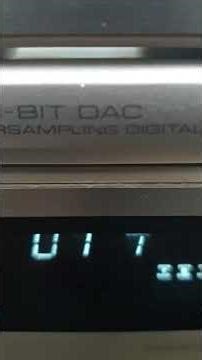 -BIT DAC
RSAMPLING DIGITAL
U17